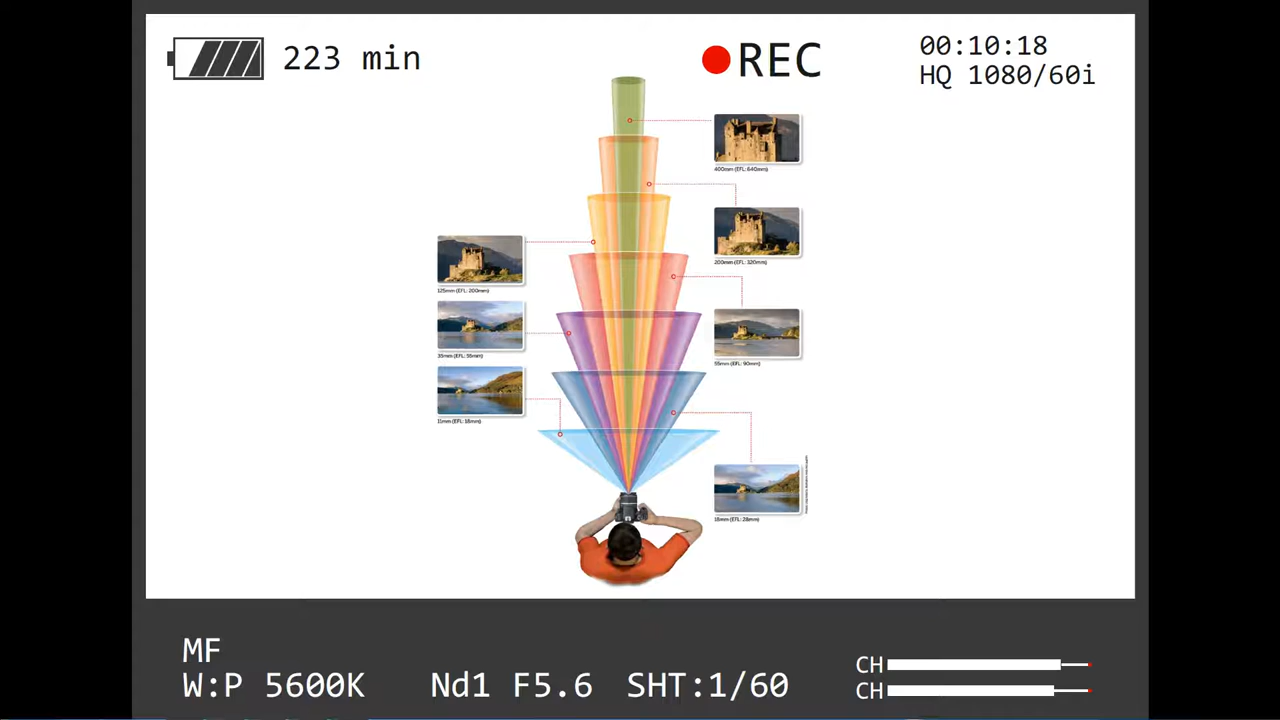 223 min
REC
00:10:18
HQ 1080/60i
400mm (EFL: 640mm)
200mm (EFL: 320mm)
125mm (EFL: 200mm)
35mm (EFL: 55mm)
55mm (EFL: 90mm)
11mm (EFL: 18mm)
18mm (EFL: 28mm)
MF
W:P 5600K Nd1 F5.6 SHT:1/60
CH
CH